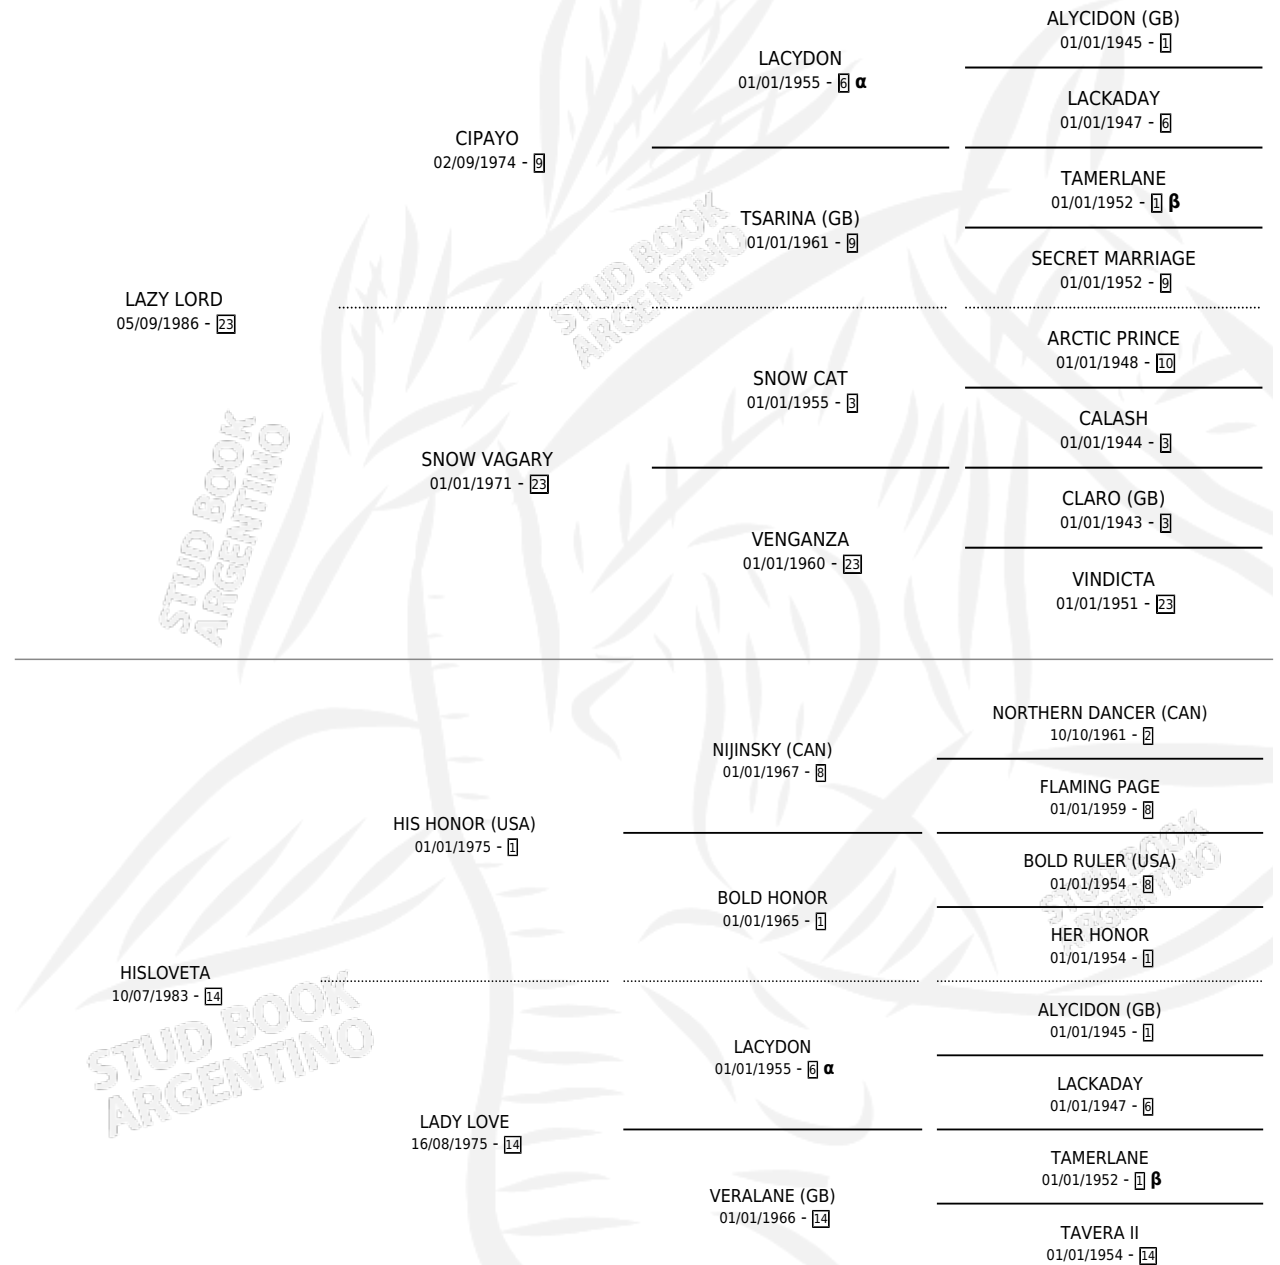 ALYCIDON (GB)
01/01/1945 - 1
LACYDON
01/01/1955 - 6 α
LACKADAY
01/01/1947 - 6
CIPAYO
02/09/1974 - 9
TAMERLANE
01/01/1952 - 1 β
TSARINA (GB)
01/01/1961 - 9
SECRET MARRIAGE
01/01/1952 - 9
LAZY LORD
05/09/1986 - 23
ARCTIC PRINCE
01/01/1948 - 10
SNOW CAT
01/01/1955 - 3
CALASH
01/01/1944 - 3
SNOW VAGARY
01/01/1971 - 23
CLARO (GB)
01/01/1943 - 3
VENGANZA
01/01/1960 - 23
VINDICTA
01/01/1951 - 23
NORTHERN DANCER (CAN)
10/10/1961 - 2
NIJINSKY (CAN)
01/01/1967 - 8
FLAMING PAGE
01/01/1959 - 8
HIS HONOR (USA)
01/01/1975 - 1
BOLD RULER (USA)
01/01/1954 - 8
BOLD HONOR
01/01/1965 - 1
HER HONOR
01/01/1954 - 1
HISLOVETA
10/07/1983 - 14
ALYCIDON (GB)
01/01/1945 - 1
LACYDON
01/01/1955 - 6 α
LACKADAY
01/01/1947 - 6
LADY LOVE
16/08/1975 - 14
TAMERLANE
01/01/1952 - 1 β
VERALANE (GB)
01/01/1966 - 14
TAVERA II
01/01/1954 - 14
STUD BOOK
ARGENTINO
STUD BOOK
ARGENTINO
STUD BOOK
ARGENTINO
STUD BOOK
ARGENTINO